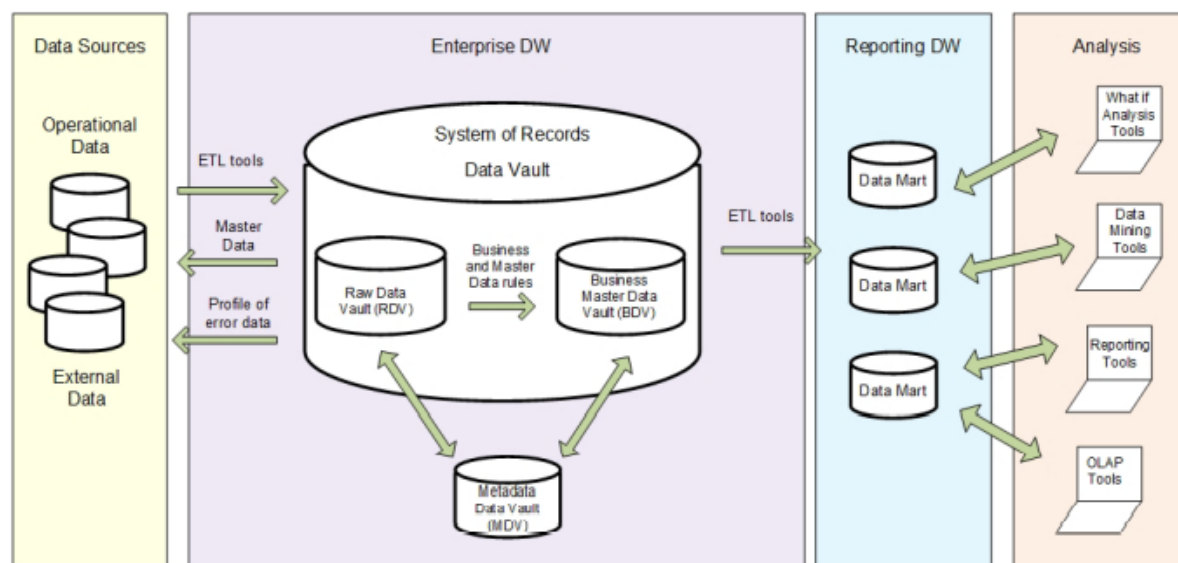 Data Sources
Operational
Data
External
Data
Enterprise DW
ETL tools
Master
Data
Profile of
error data
System of Records
Data Vault
Raw Data
Vault (RDV)
Business
and Master
Data rules
Business
Master Data
Vault (BDV)
Metadata
Data Vault
(MDV)
ETL tools
Reporting DW
Data Mart
Data Mart
Data Mart
Analysis
What if
Analysis
Tools
Data
Mining
Tools
Reporting
Tools
OLAP
Tools